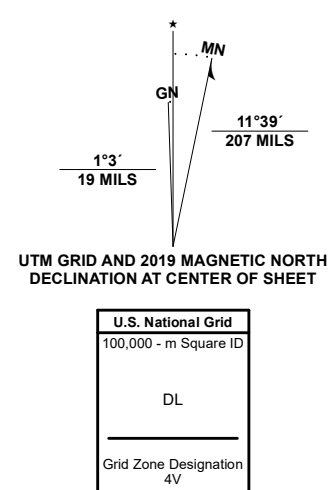 ★
MN
GN
11°39´
207 MILS
1°3´
19 MILS
UTM GRID AND 2019 MAGNETIC NORTH
DECLINATION AT CENTER OF SHEET
U.S. National Grid
100,000 - m Square ID
DL
Grid Zone Designation
4V